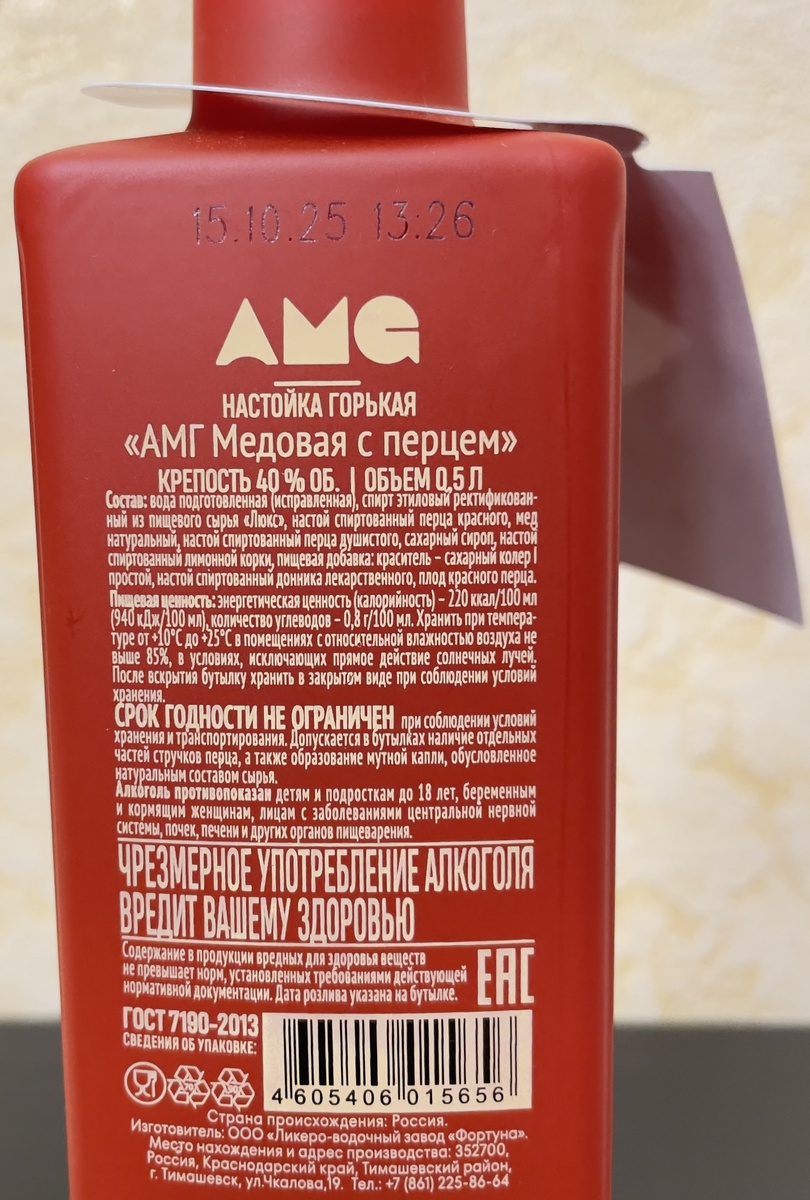 15.10.25 13:26
AMG
НАСТОЙКА ГОРЬКАЯ
«АМГ Медовая с перцем»
КРЕПОСТЬ 40 % ОБ. | ОБЪЕМ 0,5 Л
Состав: вода подготовленная (исправленная), спирт этиловый ректификован-
ный из пищевого сырья «Люкс», настой спиртованный перца красного, мед
натуральный, настой спиртованный перца душистого, сахарный сироп, настой
спиртованный лимонной корки, пищевая добавка: краситель – сахарный колер I
простой, настой спиртованный донника лекарственного, плод красного перца.
Пищевая ценность: энергетическая ценность (калорийность) – 220 ккал/100 мл
(940 кДж/100 мл), количество углеводов – 0,8 г/100 мл. Хранить при темпера-
туре от +10°С до +25°С в помещениях с относительной влажностью воздуха не
выше 85%, в условиях, исключающих прямое действие солнечных лучей.
После вскрытия бутылку хранить в закрытом виде при соблюдении условий
хранения.
СРОК ГОДНОСТИ НЕ ОГРАНИЧЕН при соблюдении условий
хранения и транспортирования. Допускается в бутылках наличие отдельных
частей стручков перца, а также образование мутной капли, обусловленное
натуральным составом сырья.
Алкоголь противопоказан детям и подросткам до 18 лет, беременным
и кормящим женщинам, лицам с заболеваниями центральной нервной
системы, почек, печени и других органов пищеварения.
ЧРЕЗМЕРНОЕ УПОТРЕБЛЕНИЕ АЛКОГОЛЯ
ВРЕДИТ ВАШЕМУ ЗДОРОВЬЮ
Содержание в продукции вредных для здоровья веществ
не превышает норм, установленных требованиями действующей
нормативной документации. Дата розлива указана на бутылке.
ЕАС
ГОСТ 7190-2013
СВЕДЕНИЯ ОБ УПАКОВКЕ:
4 605406 015656
Страна происхождения: Россия.
Изготовитель: ООО «Ликеро-водочный завод «Фортуна».
Место нахождения и адрес производства: 352700,
Россия, Краснодарский край, Тимашевский район,
г. Тимашевск, ул.Чкалова,19. Тел.: +7 (861) 225-86-64